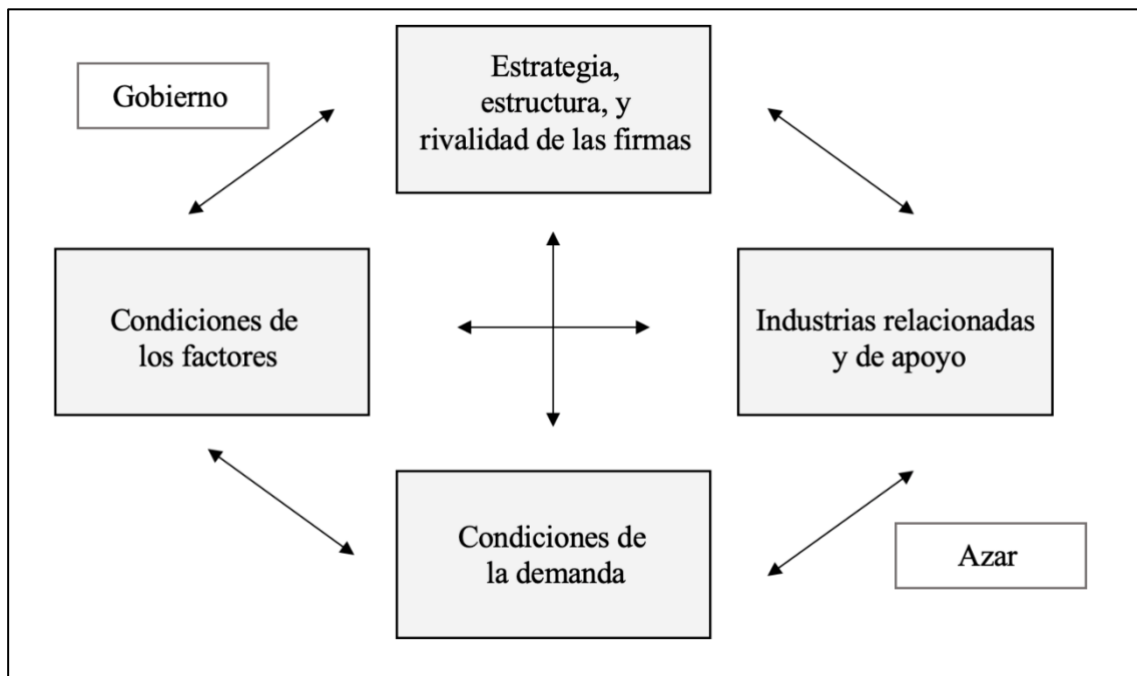 Estrategia,
estructura, y
rivalidad de las firmas
Gobierno
Condiciones de
los factores
Industrias relacionadas
y de apoyo
Condiciones de
la demanda
Azar